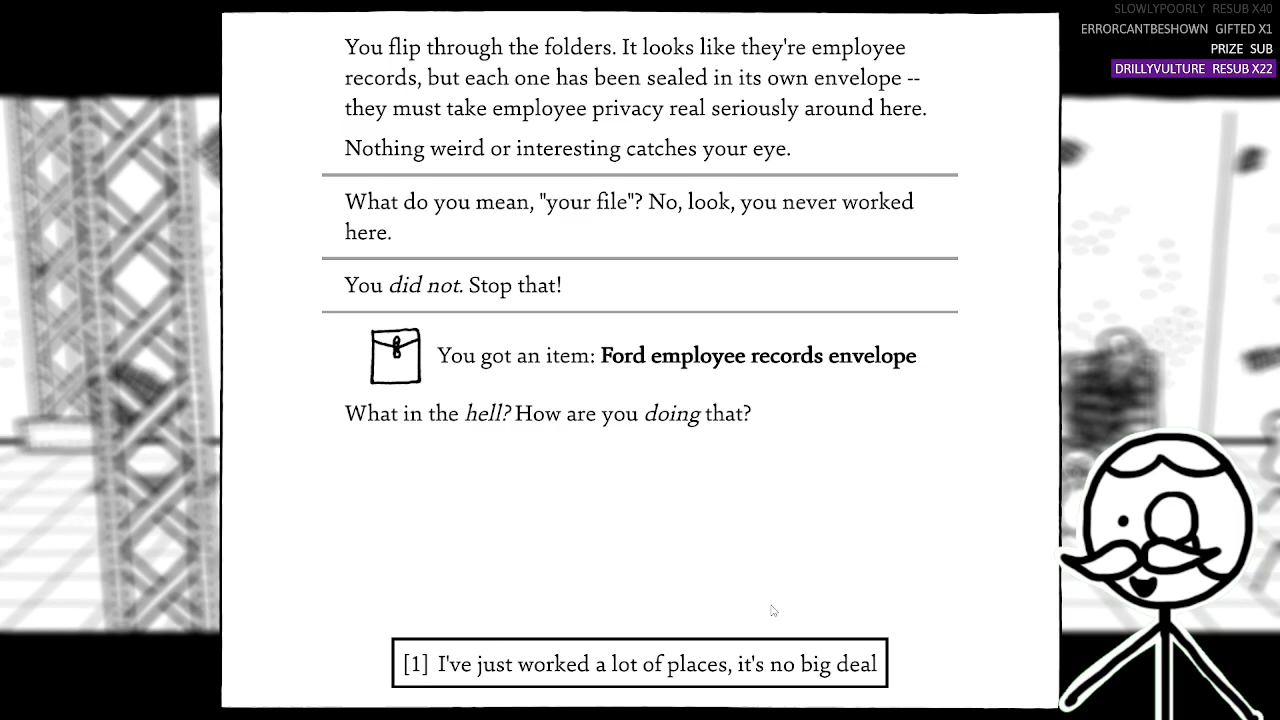 SLOWLYPOORLY RESUB X40
ERRORCANTBESHOWN GIFTED X1
PRIZE SUB
DRILLYVULTURE RESUB X22
You flip through the folders. It looks like they're employee
records, but each one has been sealed in its own envelope --
they must take employee privacy real seriously around here.
Nothing weird or interesting catches your eye.
What do you mean, "your file"? No, look, you never worked
here.
You did not. Stop that!
You got an item: Ford employee records envelope
What in the hell? How are you doing that?
[1] I've just worked a lot of places, it's no big deal